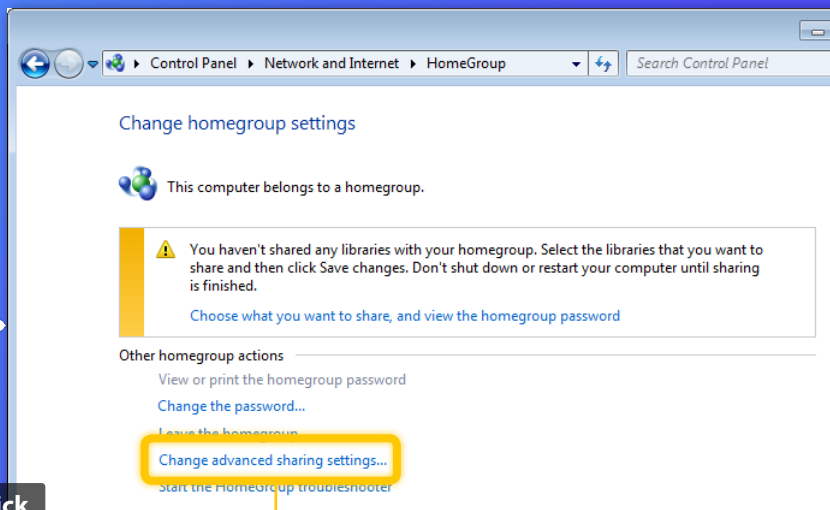 Control Panel ▸ Network and Internet ▸ HomeGroup
Search Control Panel
Change homegroup settings
This computer belongs to a homegroup.
You haven't shared any libraries with your homegroup. Select the libraries that you want to
share and then click Save changes. Don't shut down or restart your computer until sharing
is finished.
Choose what you want to share, and view the homegroup password
Other homegroup actions
View or print the homegroup password
Change the password...
Leave the homegroup...
Change advanced sharing settings...
Start the HomeGroup troubleshooter
ick